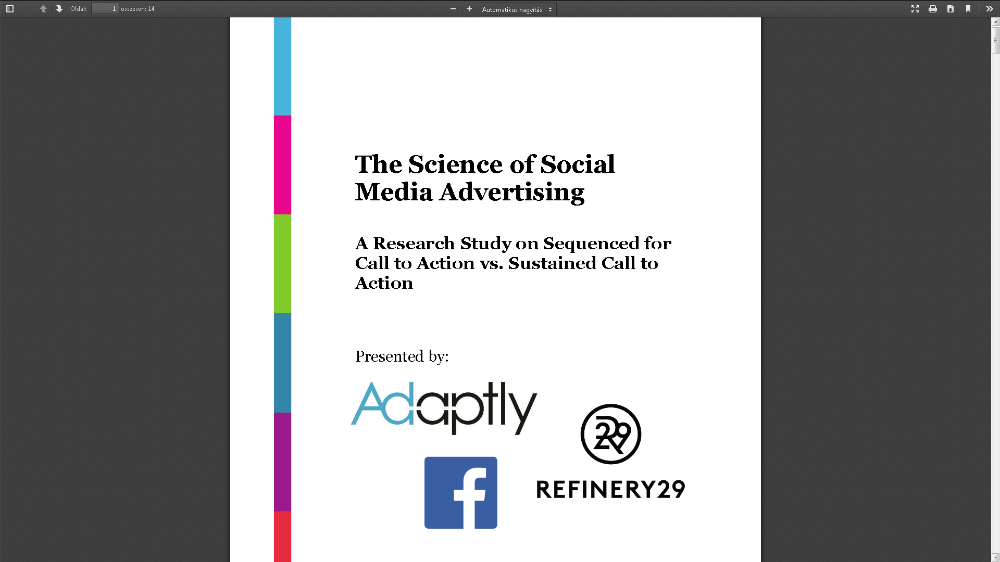 Oldal: 1 összesen: 14
Automatikus nagyítás
The Science of Social
Media Advertising
A Research Study on Sequenced for
Call to Action vs. Sustained Call to
Action
Presented by:
Adaptly
R29
f
REFINERY29